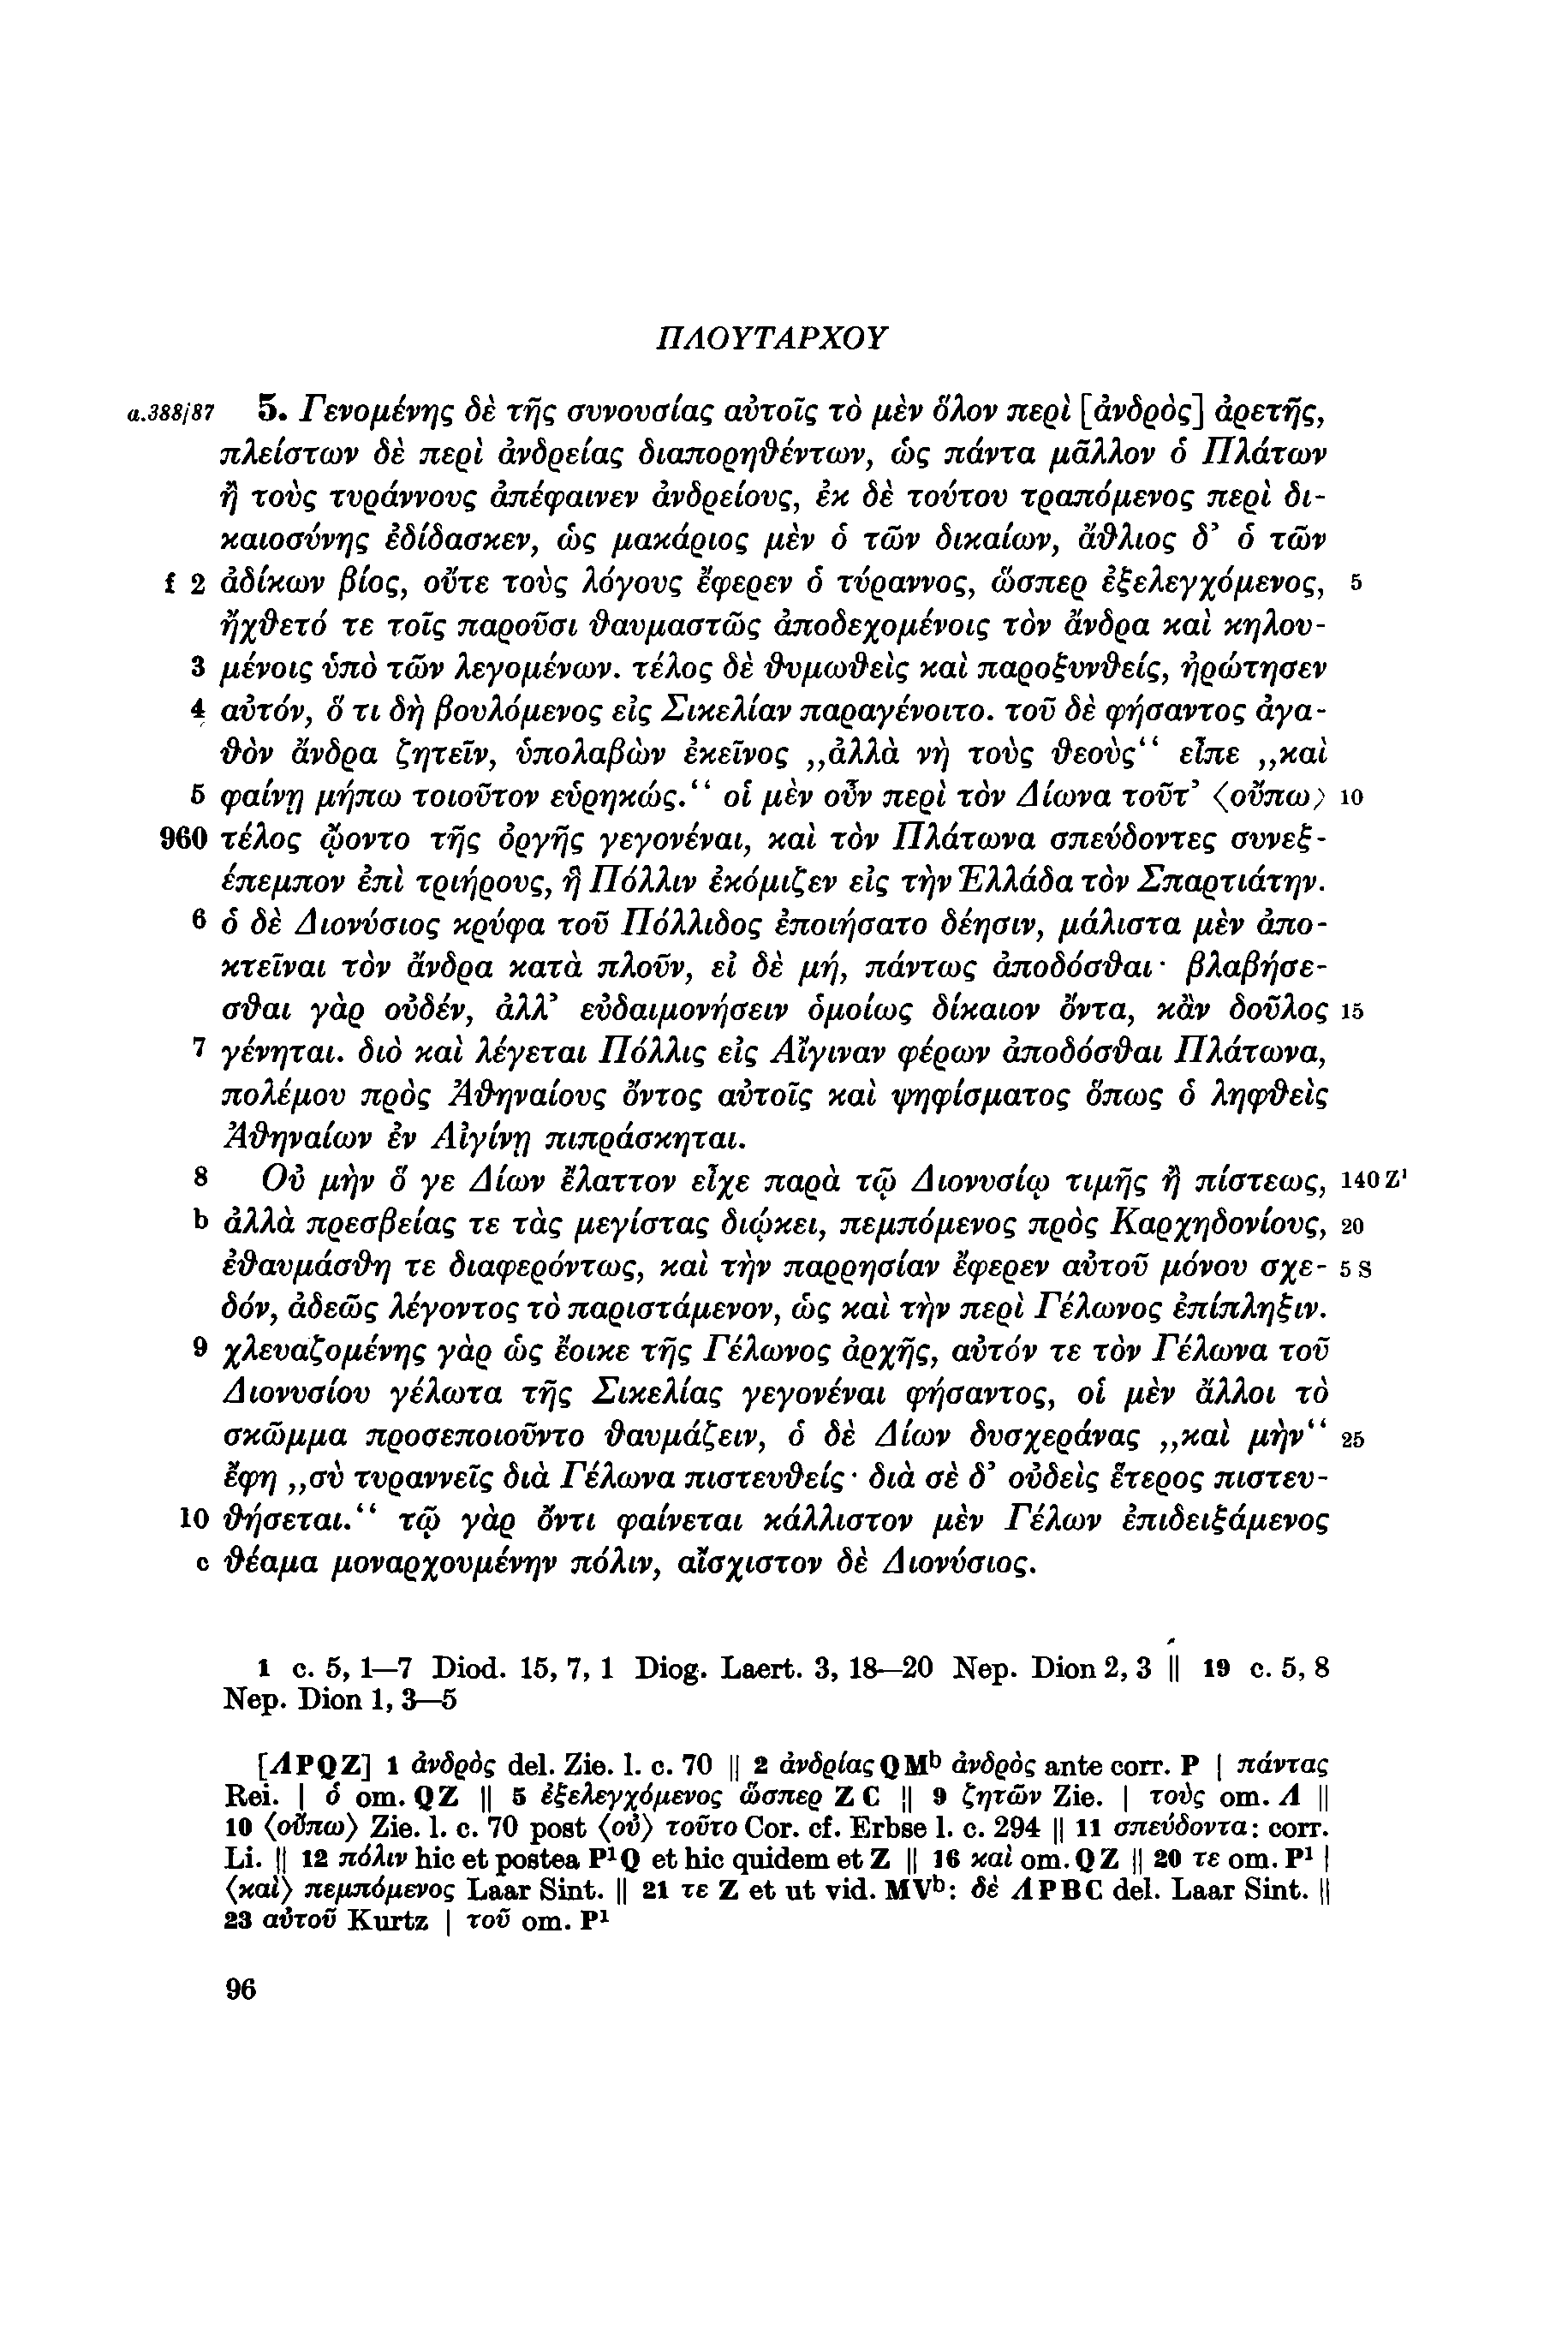 ΠΛΟΥΤΑΡΧΟΥ
a.388/87 5. Γενομένης δὲ τῆς συνουσίας αὐτοῖς τὸ μὲν ὅλον περὶ [ἀνδρὸς] ἀρετῆς,
πλείστων δὲ περὶ ἀνδρείας διαπορηθέντων, ὡς πάντα μᾶλλον ὁ Πλάτων
ἢ τοὺς τυράννους ἀπέφαινεν ἀνδρείους, ἐκ δὲ τούτου τραπόμενος περὶ δι-
καιοσύνης ἐδίδασκεν, ὡς μακάριος μὲν ὁ τῶν δικαίων, ἄθλιος δ’ ὁ τῶν
f 2 ἀδίκων βίος, οὔτε τοὺς λόγους ἔφερεν ὁ τύραννος, ὥσπερ ἐξελεγχόμενος, 5
ἤχθετό τε τοῖς παροῦσι θαυμαστῶς ἀποδεχομένοις τὸν ἄνδρα καὶ κηλου-
3 μένοις ὑπὸ τῶν λεγομένων. τέλος δὲ θυμωθεὶς καὶ παροξυνθείς, ἠρώτησεν
4 αὐτόν, ὅ τι δὴ βουλόμενος εἰς Σικελίαν παραγένοιτο. τοῦ δὲ φήσαντος ἀγα-
θὸν ἄνδρα ζητεῖν, ὑπολαβὼν ἐκεῖνος „ἀλλὰ νὴ τοὺς θεοὺς“ εἶπε „καὶ
5 φαίνῃ μήπω τοιοῦτον εὑρηκώς.“ οἱ μὲν οὖν περὶ τὸν Δίωνα τοῦτ’ ⟨οὔπω⟩ 10
960 τέλος ᾤοντο τῆς ὀργῆς γεγονέναι, καὶ τὸν Πλάτωνα σπεύδοντες συνεξ-
έπεμπον ἐπὶ τριήρους, ἣ Πόλλιν ἐκόμιζεν εἰς τὴν Ἑλλάδα τὸν Σπαρτιάτην.
6 ὁ δὲ Διονύσιος κρύφα τοῦ Πόλλιδος ἐποιήσατο δέησιν, μάλιστα μὲν ἀπο-
κτεῖναι τὸν ἄνδρα κατὰ πλοῦν, εἰ δὲ μή, πάντως ἀποδόσθαι· βλαβήσε-
σθαι γὰρ οὐδέν, ἀλλ’ εὐδαιμονήσειν ὁμοίως δίκαιον ὄντα, κἂν δοῦλος 15
7 γένηται. διὸ καὶ λέγεται Πόλλις εἰς Αἴγιναν φέρων ἀποδόσθαι Πλάτωνα,
πολέμου πρὸς Ἀθηναίους ὄντος αὐτοῖς καὶ ψηφίσματος ὅπως ὁ ληφθεὶς
Ἀθηναίων ἐν Αἰγίνῃ πιπράσκηται.
8 Οὐ μὴν ὅ γε Δίων ἔλαττον εἶχε παρὰ τῷ Διονυσίῳ τιμῆς ἢ πίστεως, 140 Z¹
b ἀλλὰ πρεσβείας τε τὰς μεγίστας διῴκει, πεμπόμενος πρὸς Καρχηδονίους, 20
ἐθαυμάσθη τε διαφερόντως, καὶ τὴν παρρησίαν ἔφερεν αὐτοῦ μόνου σχε- 5 S
δόν, ἀδεῶς λέγοντος τὸ παριστάμενον, ὡς καὶ τὴν περὶ Γέλωνος ἐπίπληξιν.
9 χλευαζομένης γὰρ ὡς ἔοικε τῆς Γέλωνος ἀρχῆς, αὐτόν τε τὸν Γέλωνα τοῦ
Διονυσίου γέλωτα τῆς Σικελίας γεγονέναι φήσαντος, οἱ μὲν ἄλλοι τὸ
σκῶμμα προσεποιοῦντο θαυμάζειν, ὁ δὲ Δίων δυσχεράνας „καὶ μὴν“ 25
ἔφη „σὺ τυραννεῖς διὰ Γέλωνα πιστευθείς· διὰ σὲ δ’ οὐδεὶς ἕτερος πιστευ-
10 θήσεται.“ τῷ γὰρ ὄντι φαίνεται κάλλιστον μὲν Γέλων ἐπιδειξάμενος
c θέαμα μοναρχουμένην πόλιν, αἴσχιστον δὲ Διονύσιος.
1 c. 5, 1—7 Diod. 15, 7, 1 Diog. Laert. 3, 18—20 Nep. Dion 2, 3 || 19 c. 5, 8
Nep. Dion 1, 3—5
[ΛPQZ] 1 ἀνδρὸς del. Zie. l. c. 70 || 2 ἀνδρίας QMᵇ ἀνδρὸς ante corr. P | πάντας
Rei. | ὁ om. QZ || 5 ἐξελεγχόμενος ὥσπερ ZC || 9 ζητῶν Zie. | τοὺς om. Λ ||
10 ⟨οὔπω⟩ Zie. l. c. 70 post ⟨οὐ⟩ τοῦτο Cor. cf. Erbse l. c. 294 || 11 σπεύδοντα: corr.
Li. || 12 πόλιν hic et postea P¹Q et hic quidem et Z || 16 καὶ om. QZ || 20 τε om. P¹ |
⟨καὶ⟩ πεμπόμενος Laar Sint. || 21 τε Z et ut vid. MVᵇ: δὲ ΛPBC del. Laar Sint. ||
23 αὑτοῦ Kurtz | τοῦ om. P¹
96